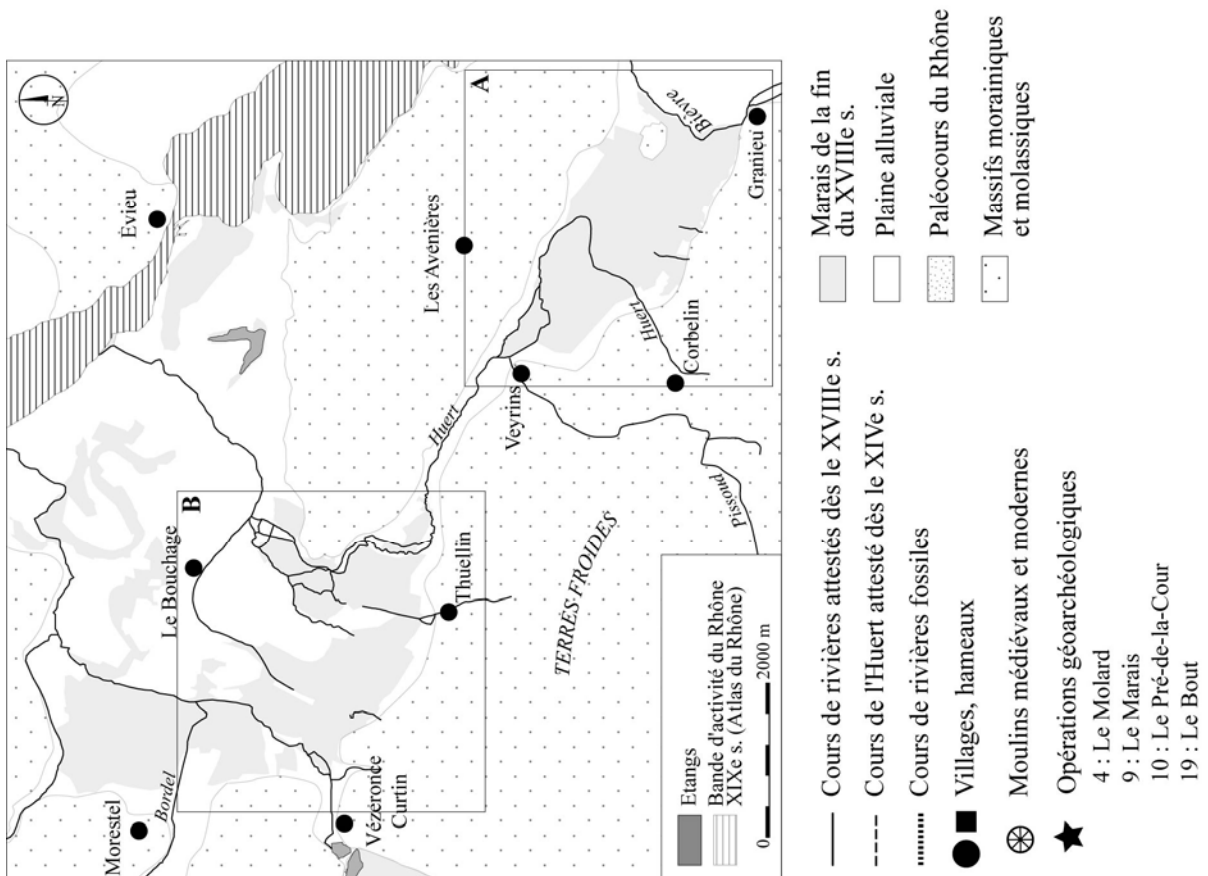 N
Evieu
A
Les Avenières
Bièvre
Granieu
Huert
Corbelin
Veyrins
Huert
Pissoud
B
Le Bouchage
Thuellin
TERRES FROIDES
Morestel
Bordel
Vézeronce
Curtin
Etangs
Bande d'activité du Rhône
XIXe s. (Atlas du Rhône)
0 2000 m
Cours de rivières attestés dès le XVIIIe s.
Cours de l'Huert attesté dès le XIVe s.
Cours de rivières fossiles
Villages, hameaux
Moulins médiévaux et modernes
Opérations géoarchéologiques
4 : Le Molard
9 : Le Marais
10 : Le Pré-de-la-Cour
19 : Le Bout
Marais de la fin
du XVIIIe s.
Plaine alluviale
Paléocours du Rhône
Massifs morainiques
et molassiques